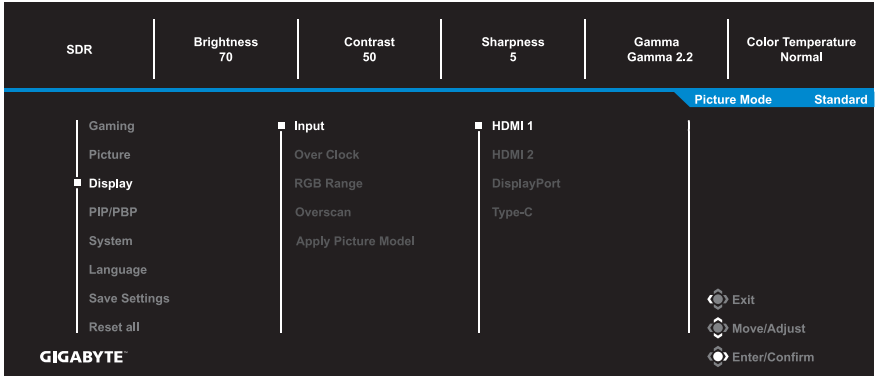 SDR
Brightness
70
Contrast
50
Sharpness
5
Gamma
Gamma 2.2
Color Temperature
Normal
Picture Mode Standard
Gaming
Picture
Display
PIP/PBP
System
Language
Save Settings
Reset all
Input
Over Clock
RGB Range
Overscan
Apply Picture Model
HDMI 1
HDMI 2
DisplayPort
Type-C
Exit
Move/Adjust
Enter/Confirm
GIGABYTE™